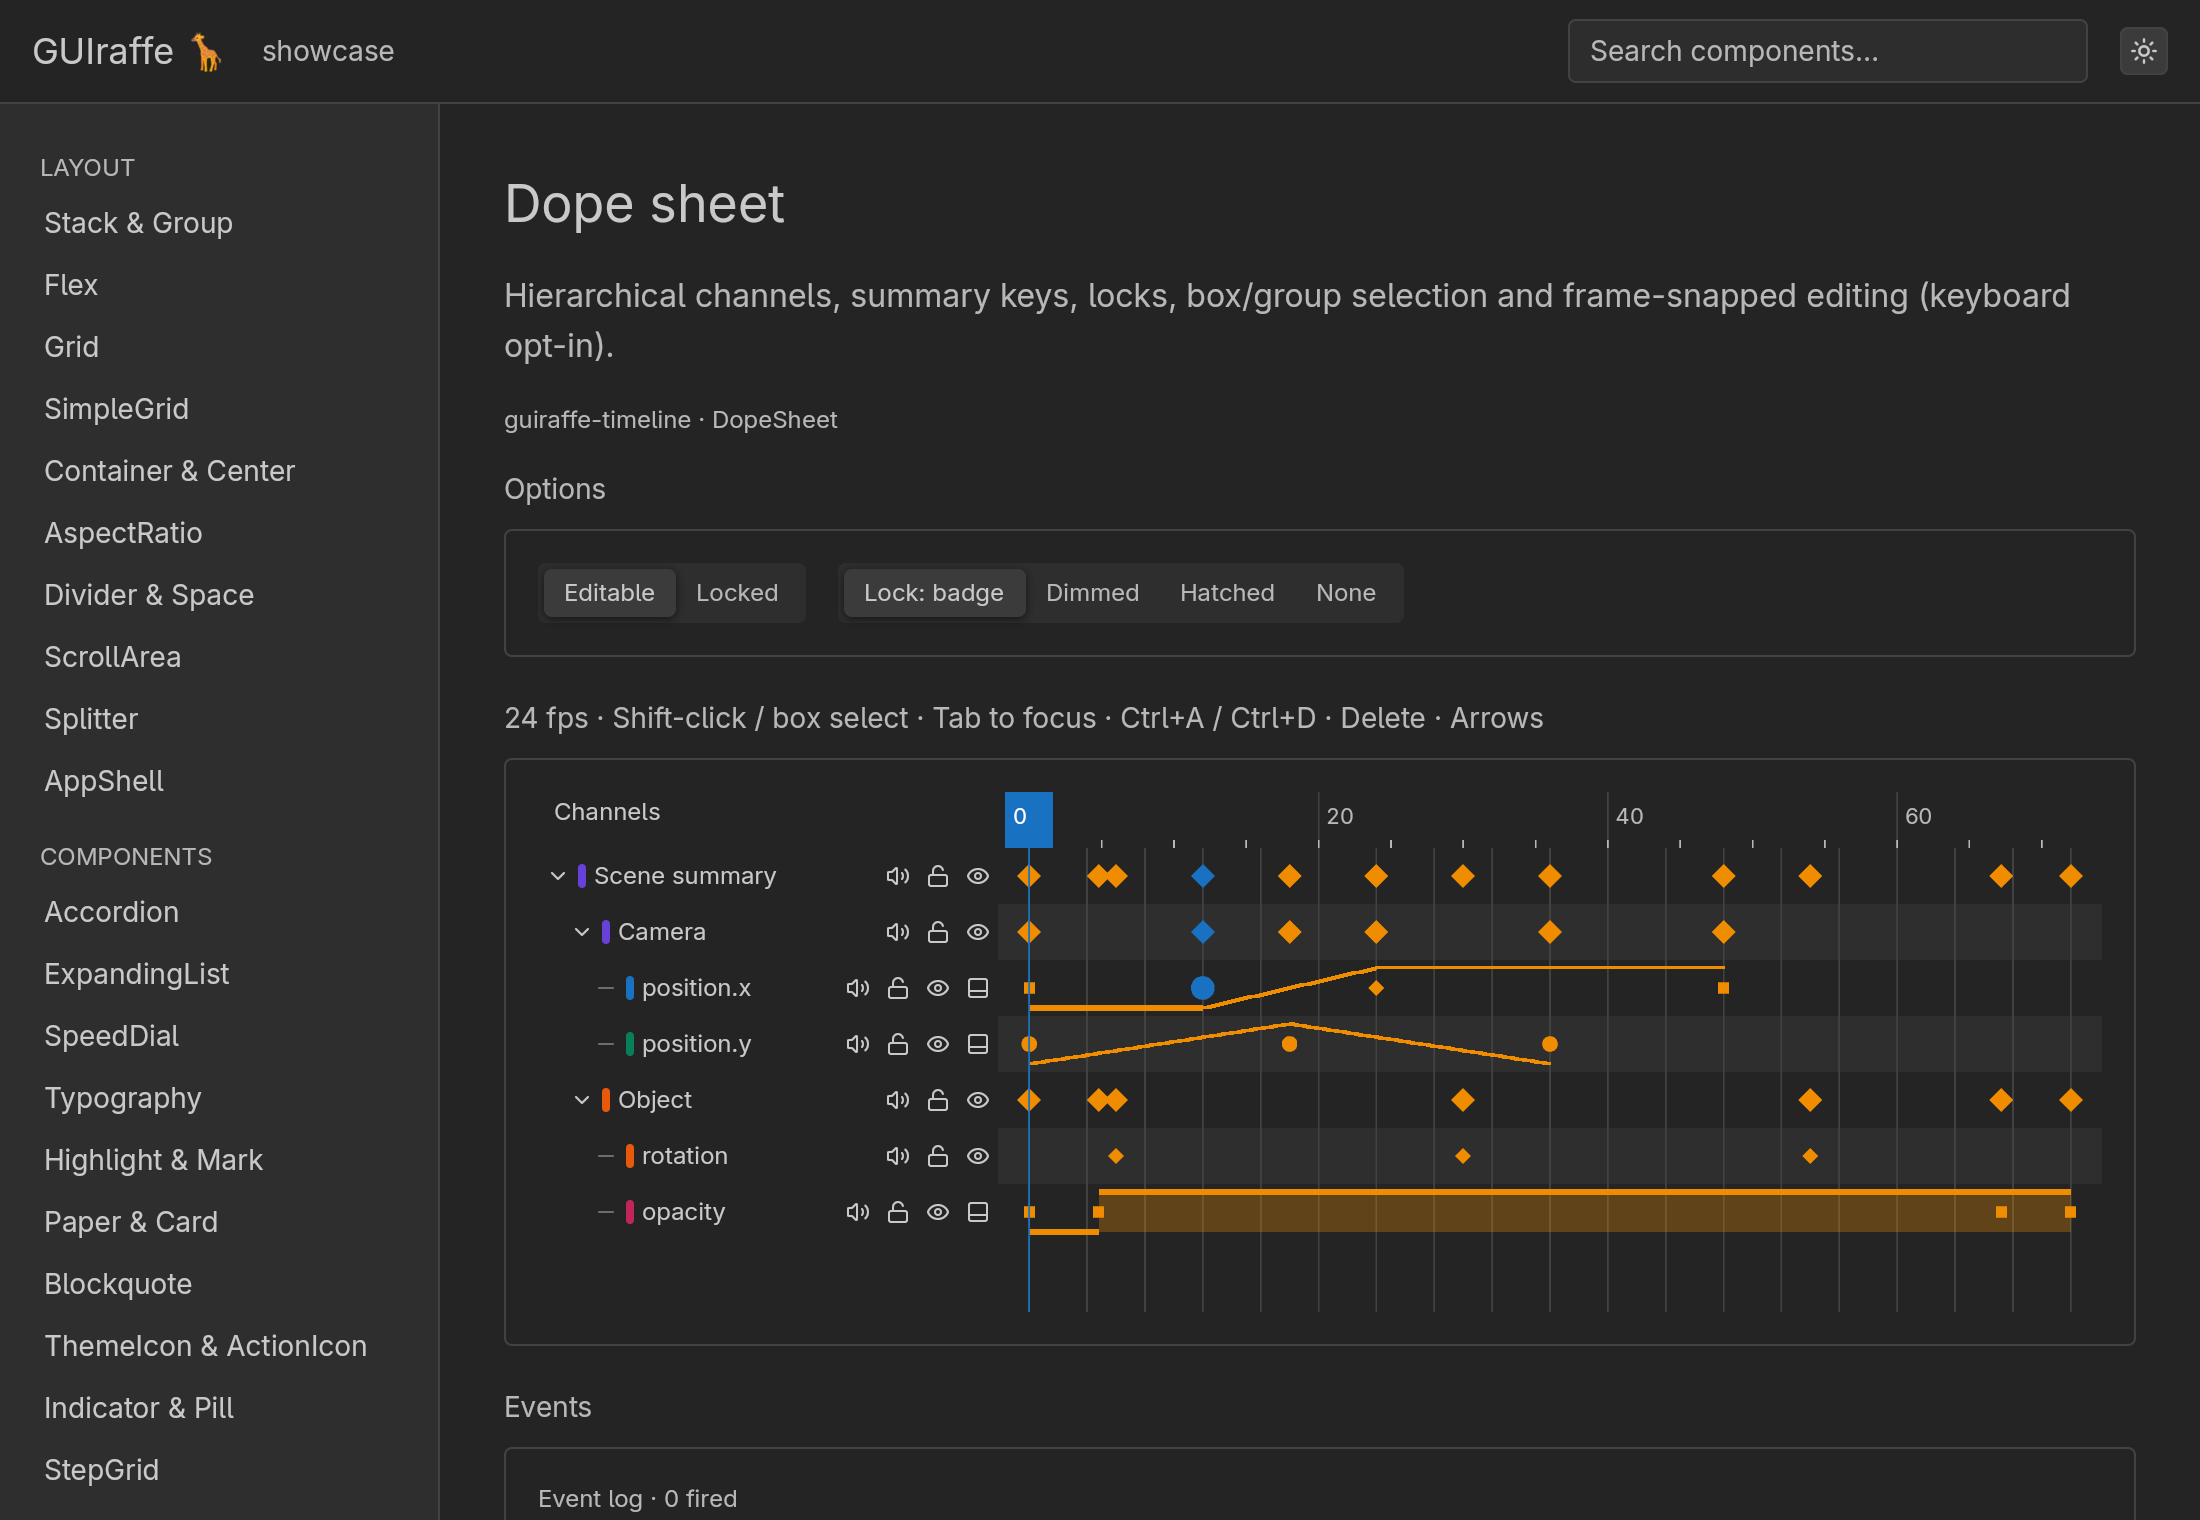 GUIraffe 🦒 showcase
Search components...
LAYOUT
Stack & Group
Flex
Grid
SimpleGrid
Container & Center
AspectRatio
Divider & Space
ScrollArea
Splitter
AppShell
COMPONENTS
Accordion
ExpandingList
SpeedDial
Typography
Highlight & Mark
Paper & Card
Blockquote
ThemeIcon & ActionIcon
Indicator & Pill
StepGrid
Dope sheet
Hierarchical channels, summary keys, locks, box/group selection and frame-snapped editing (keyboard
opt-in).
guiraffe-timeline · DopeSheet
Options
Editable Locked Lock: badge Dimmed Hatched None
24 fps · Shift-click / box select · Tab to focus · Ctrl+A / Ctrl+D · Delete · Arrows
Channels 0 20 40 60
Scene summary
Camera
position.x
position.y
Object
rotation
opacity
Events
Event log · 0 fired